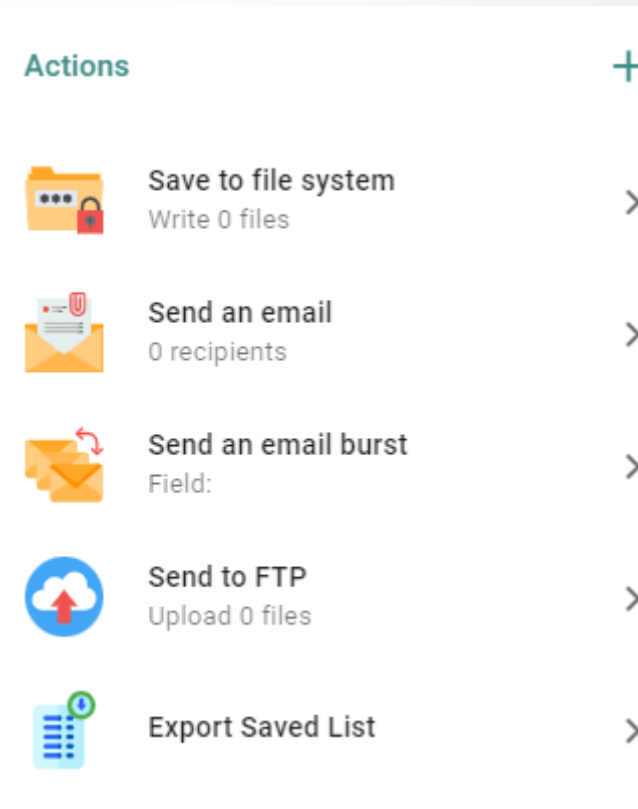 Actions
Save to file system
Write 0 files
Send an email
0 recipients
Send an email burst
Field:
Send to FTP
Upload 0 files
Export Saved List